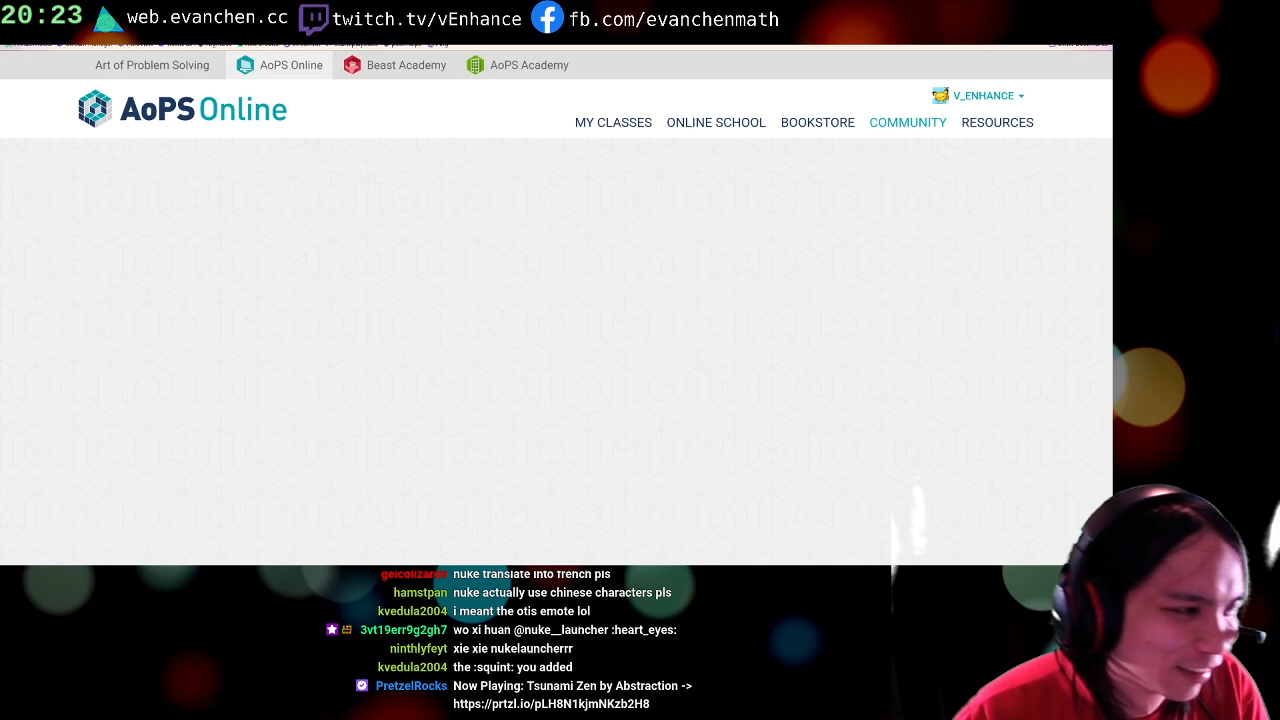 20:23 web.evanchen.cc twitch.tv/vEnhance fb.com/evanchenmath
Art of Problem Solving AoPS Online Beast Academy AoPS Academy
AoPS Online
V_ENHANCE
MY CLASSES ONLINE SCHOOL BOOKSTORE COMMUNITY RESOURCES
geicolizardo nuke translate into french pls
hamstpan nuke actually use chinese characters pls
kvedula2004 i meant the otis emote lol
3vt19err9g2gh7 wo xi huan @nuke__launcher :heart_eyes:
ninthlyfeyt xie xie nukelauncherrr
kvedula2004 the :squint: you added
PretzelRocks Now Playing: Tsunami Zen by Abstraction ->
https://prtzl.io/pLH8N1kjmNKzb2H8